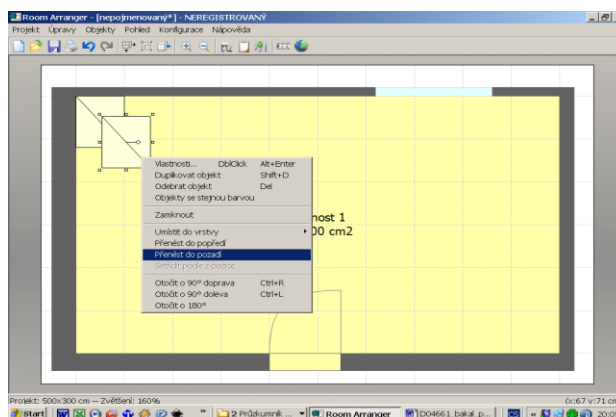 Room Arranger - [nepojmenovaný*] - NEREGISTROVANÝ
Projekt Úpravy Objekty Pohled Konfigurace Nápověda
Vlastnosti... DblClick Alt+Enter
Duplikovat objekt Shift+D
Odebrat objekt Del
Objekty se stejnou barvou
Zamknout
nost 1
Umístit do vrstvy
00 cm2
Přenést do popředí
Přenést do pozadí
Setřídit podle z pozice
Otočit o 90° doprava Ctrl+R
Otočit o 90° doleva Ctrl+L
Otočit o 180°
Projekt: 500x300 cm -- Zvětšení: 160% (x:67 v:71 cm
Start 2 Průzkumník ... Room Arranger DO4661_bakal_p...